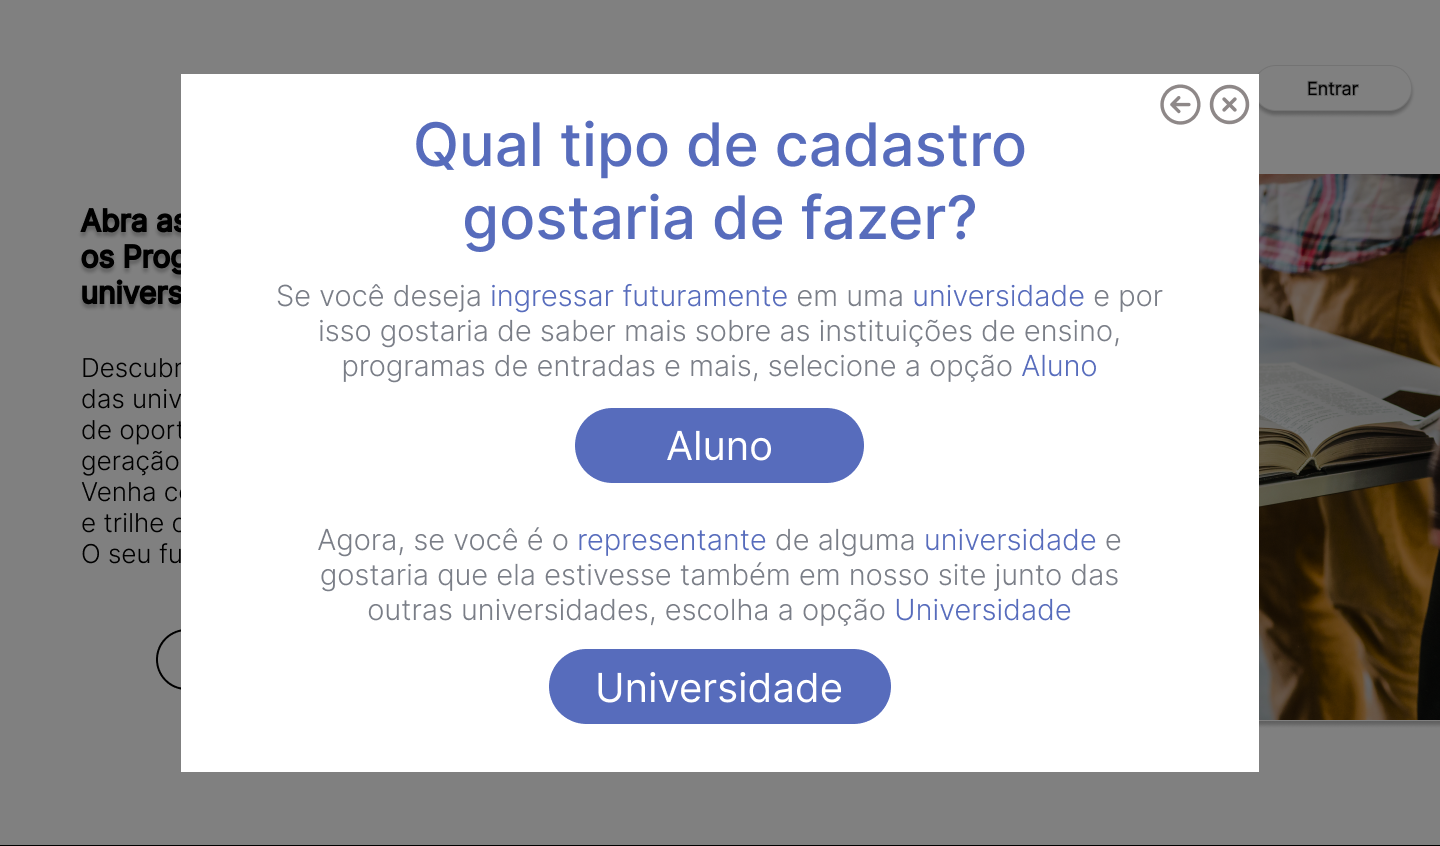 Entrar
Qual tipo de cadastro
gostaria de fazer?
Se você deseja ingressar futuramente em uma universidade e por
isso gostaria de saber mais sobre as instituições de ensino,
programas de entradas e mais, selecione a opção Aluno
Aluno
Agora, se você é o representante de alguma universidade e
gostaria que ela estivesse também em nosso site junto das
outras universidades, escolha a opção Universidade
Universidade
Abra as
os Prog
univers
Descubr
das univ
de oport
geração
Venha c
e trilhe
O seu fu